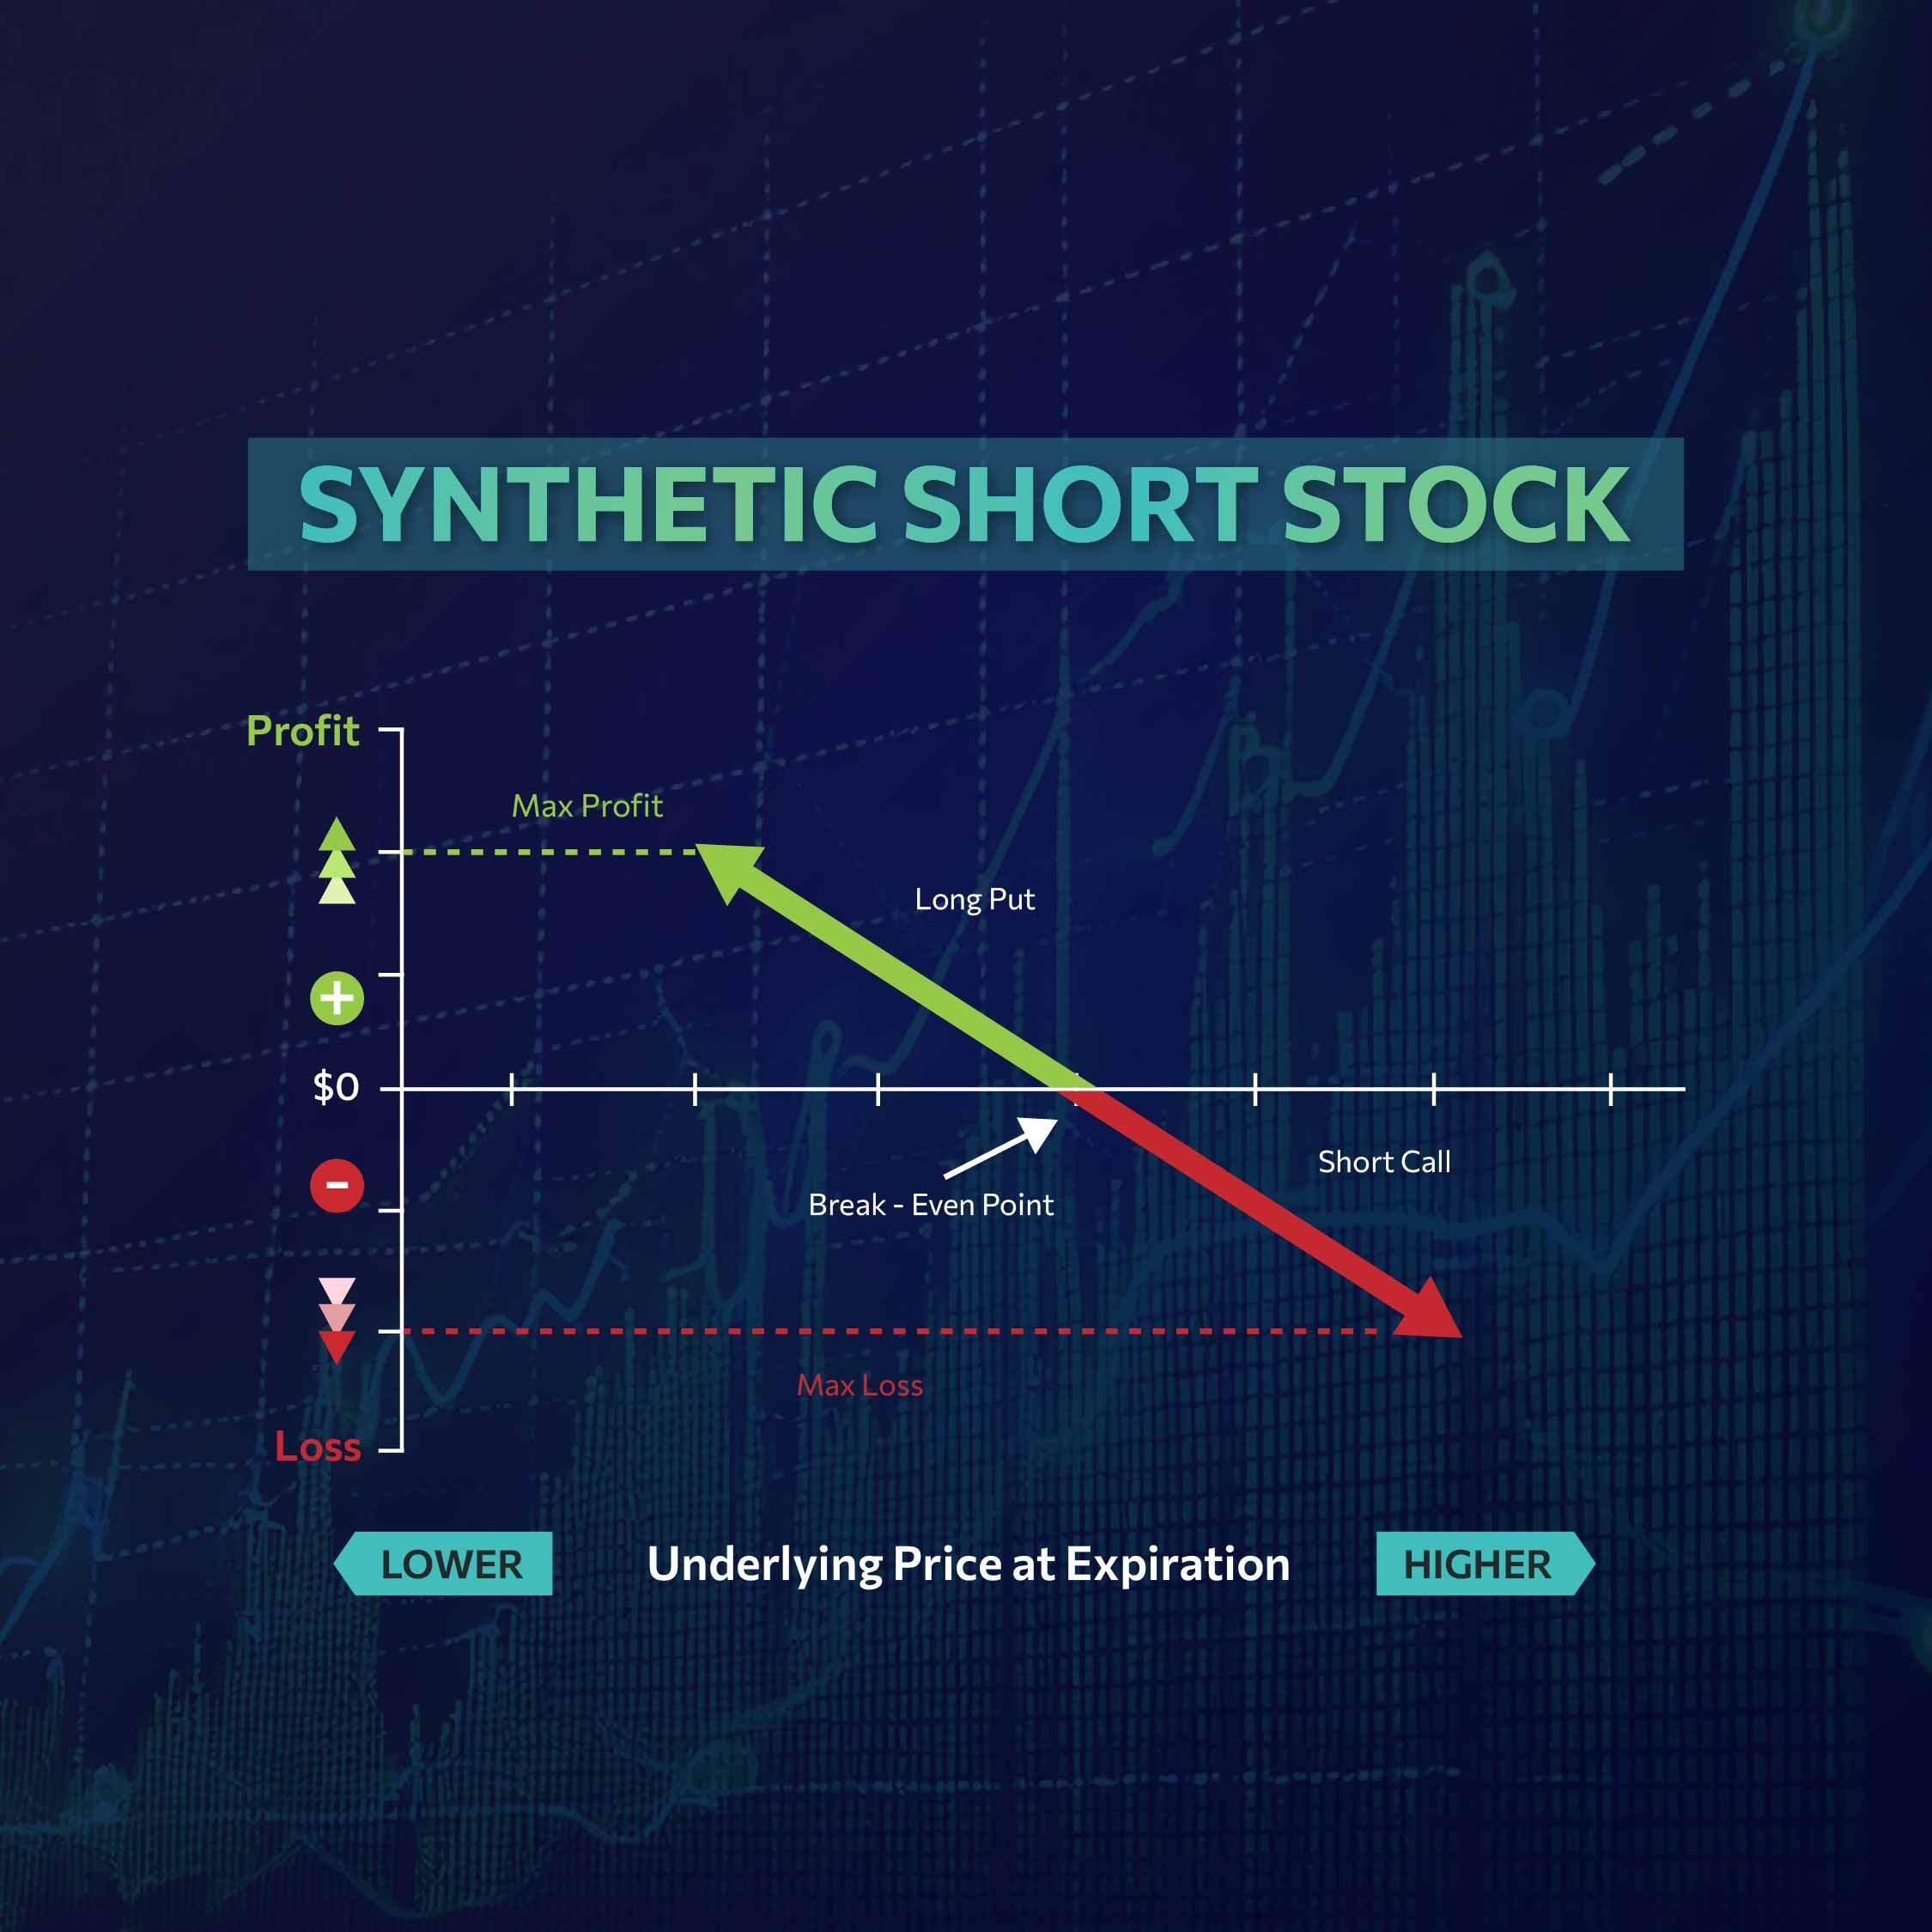 SYNTHETIC SHORT STOCK
Profit
Max Profit
Long Put
+
$0
-
Short Call
Break - Even Point
Max Loss
Loss
LOWER
Underlying Price at Expiration
HIGHER